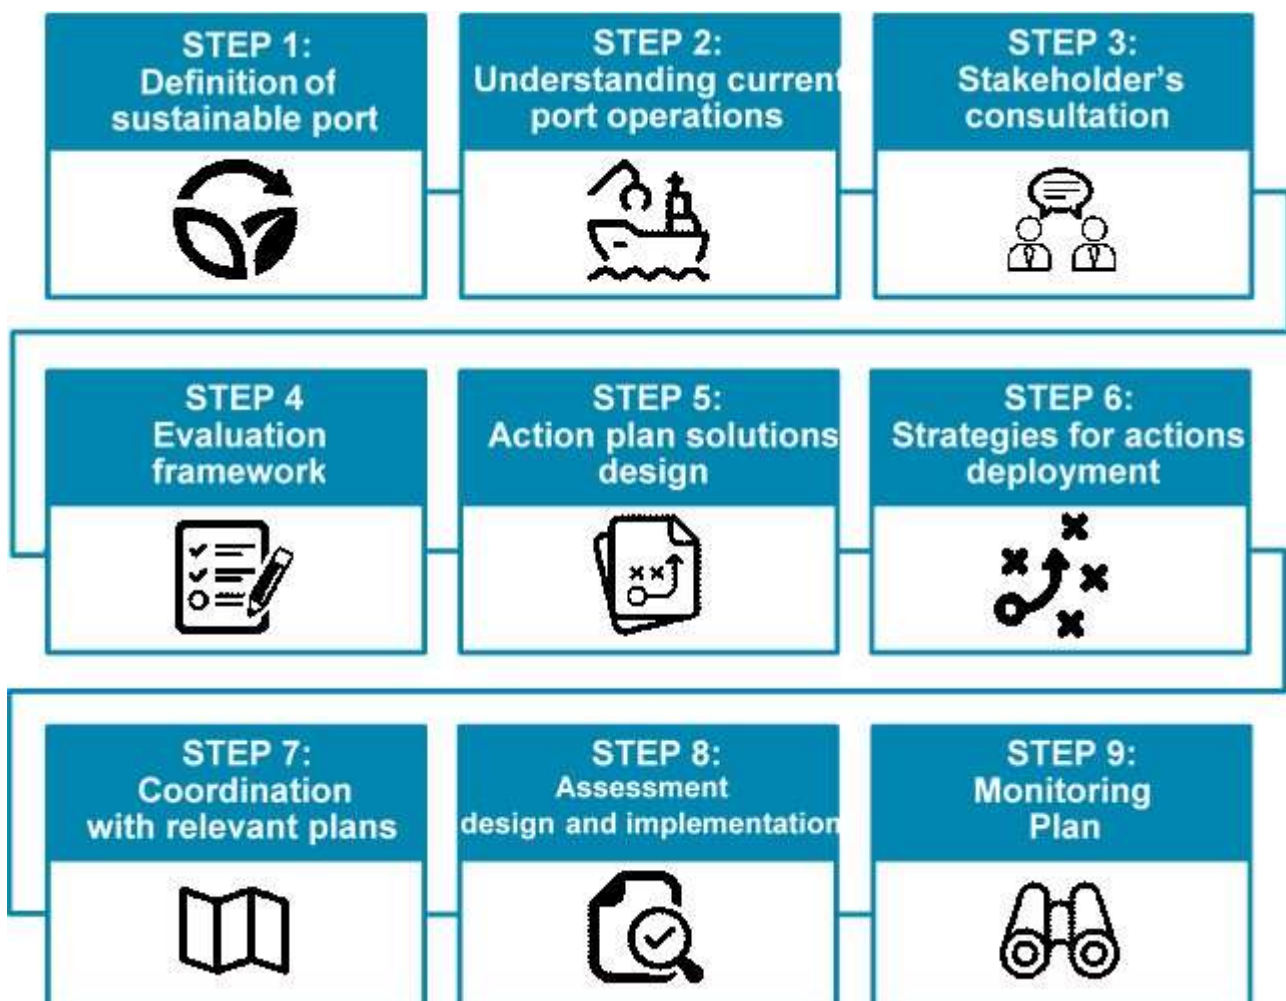 STEP 1:
Definition of
sustainable port
STEP 2:
Understanding current
port operations
STEP 3:
Stakeholder's
consultation
STEP 4
Evaluation
framework
STEP 5:
Action plan solutions
design
STEP 6:
Strategies for actions
deployment
STEP 7:
Coordination
with relevant plans
STEP 8:
Assessment
design and implementation
STEP 9:
Monitoring
Plan